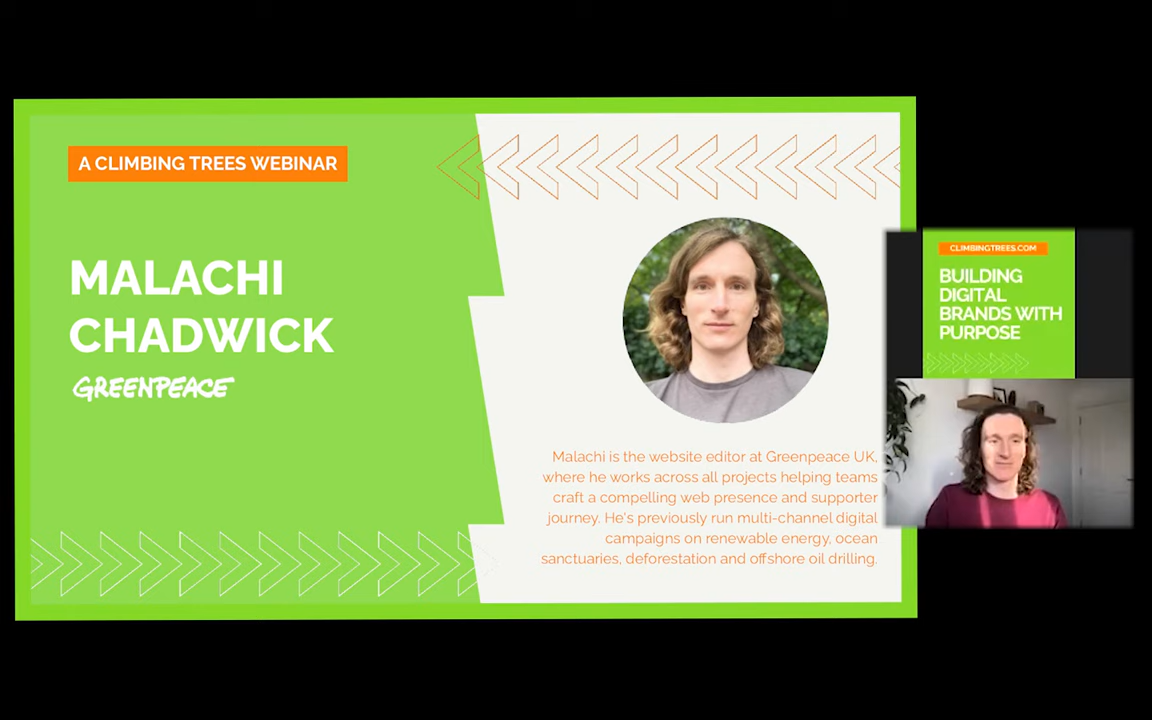 A CLIMBING TREES WEBINAR
MALACHI
CHADWICK
GREENPEACE
Malachi is the website editor at Greenpeace UK,
where he works across all projects helping teams
craft a compelling web presence and supporter
journey. He's previously run multi-channel digital
campaigns on renewable energy, ocean
sanctuaries, deforestation and offshore oil drilling.
CLIMBINGTREES.COM
BUILDING
DIGITAL
BRANDS WITH
PURPOSE